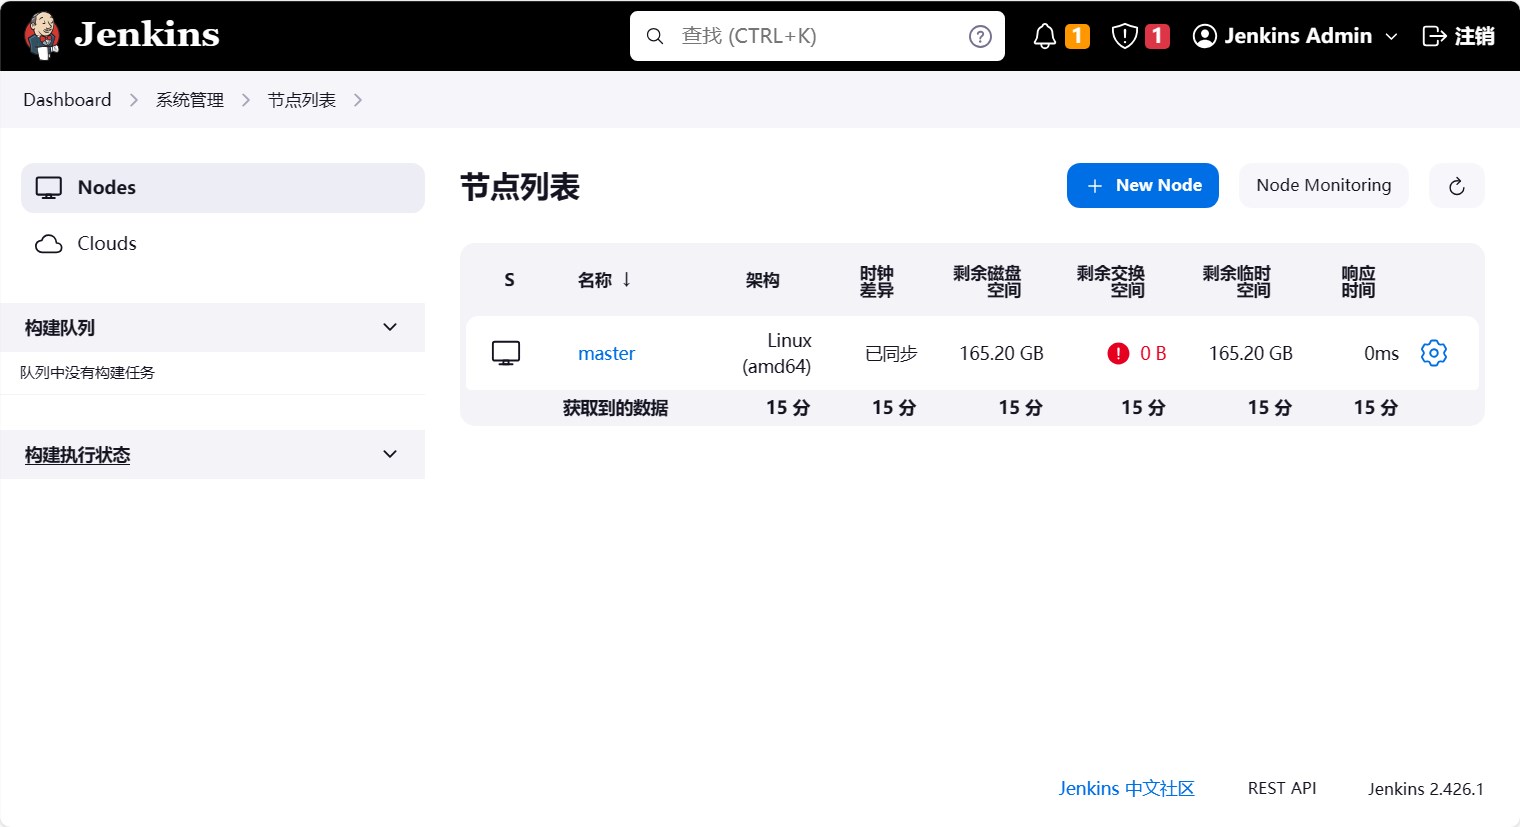 Jenkins
查找 (CTRL+K)
1
1
Jenkins Admin
注销
Dashboard
系统管理
节点列表
Nodes
Clouds
构建队列
队列中没有构建任务
构建执行状态
节点列表
New Node
Node Monitoring
S 名称 ↓ 架构 时钟差异 剩余磁盘空间 剩余交换空间 剩余临时空间 响应时间
master Linux (amd64) 已同步 165.20 GB 0 B 165.20 GB 0ms
获取到的数据 15 分 15 分 15 分 15 分 15 分 15 分
Jenkins 中文社区 REST API Jenkins 2.426.1